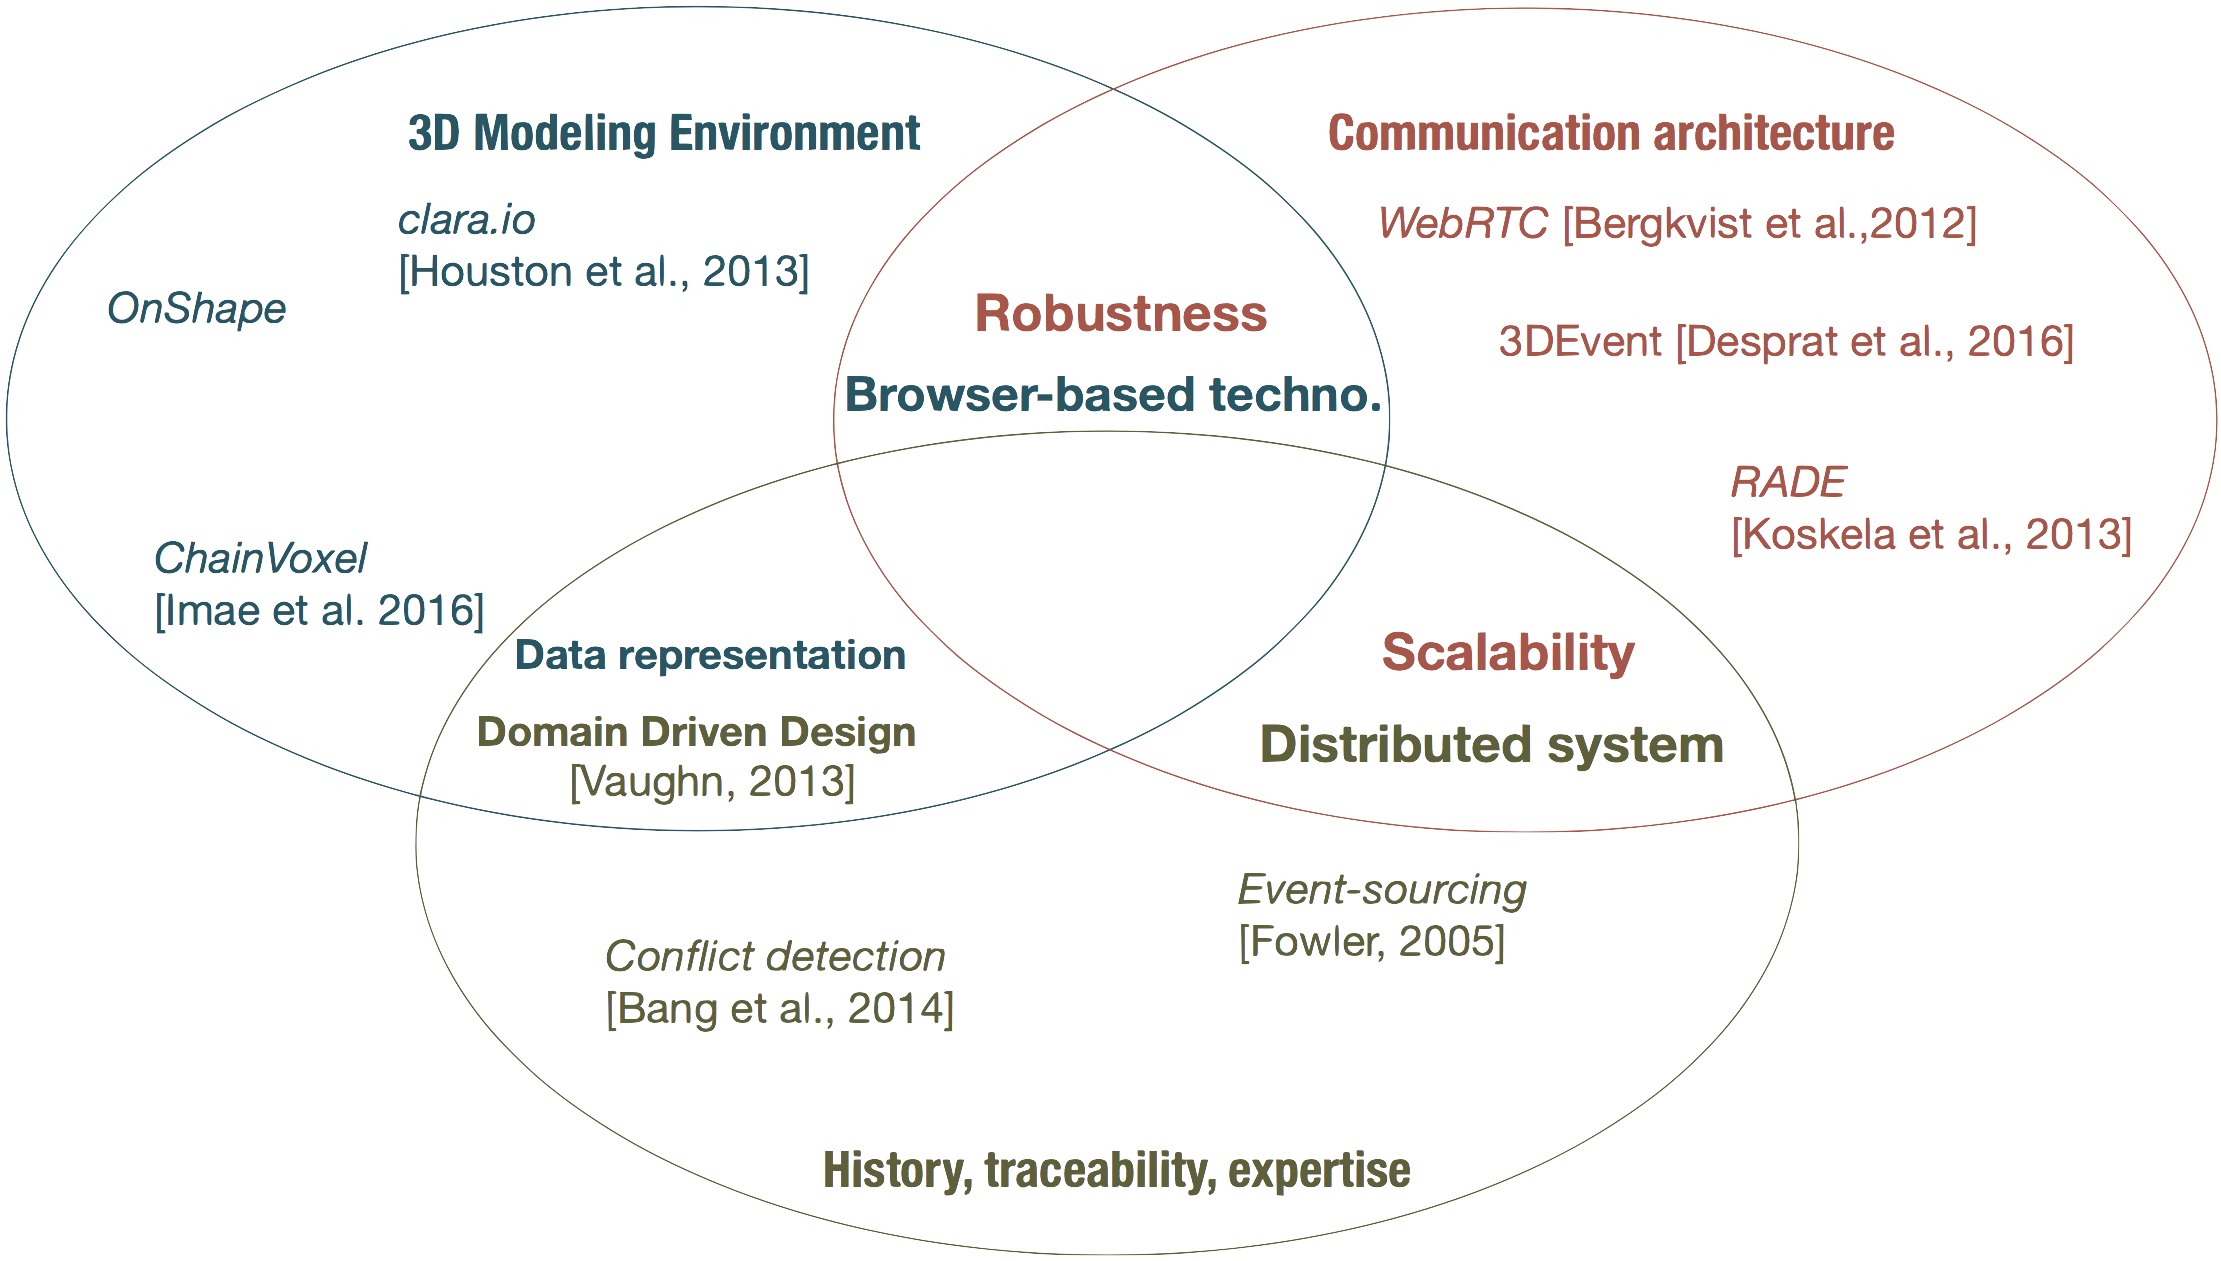 3D Modeling Environment
clara.io
[Houston et al., 2013]
OnShape
ChainVoxel
[Imae et al. 2016]
Robustness
Browser-based techno.
Communication architecture
WebRTC [Bergkvist et al.,2012]
3DEvent [Desprat et al., 2016]
RADE
[Koskela et al., 2013]
Data representation
Domain Driven Design
[Vaughn, 2013]
Scalability
Distributed system
Event-sourcing
[Fowler, 2005]
Conflict detection
[Bang et al., 2014]
History, traceability, expertise